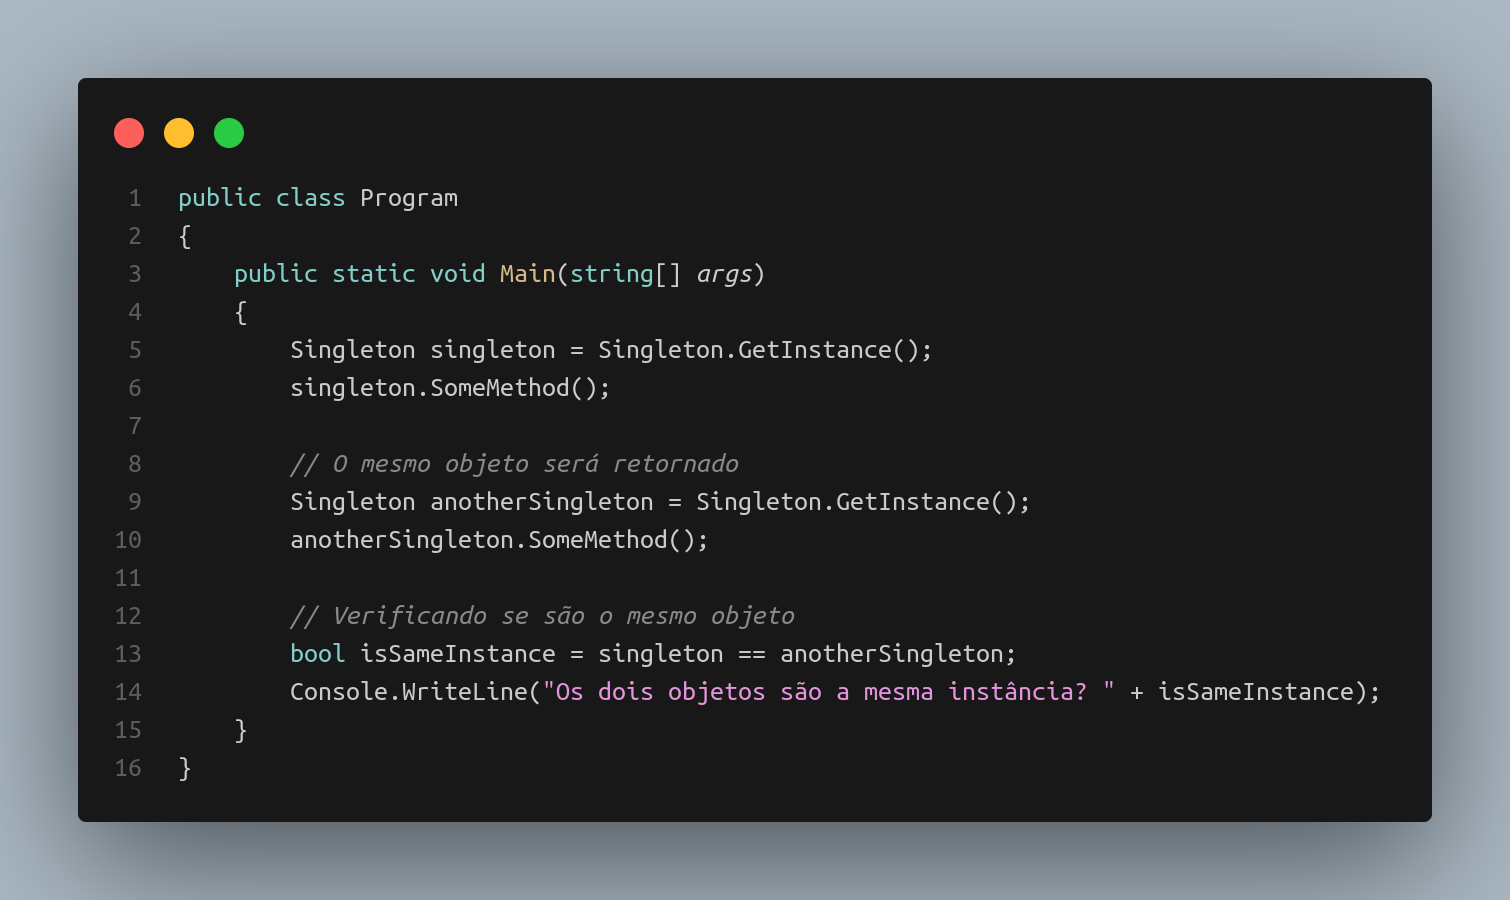 1 public class Program
2 {
3     public static void Main(string[] args)
4     {
5         Singleton singleton = Singleton.GetInstance();
6         singleton.SomeMethod();
7
8         // O mesmo objeto será retornado
9         Singleton anotherSingleton = Singleton.GetInstance();
10         anotherSingleton.SomeMethod();
11
12         // Verificando se são o mesmo objeto
13         bool isSameInstance = singleton == anotherSingleton;
14         Console.WriteLine("Os dois objetos são a mesma instância? " + isSameInstance);
15     }
16 }